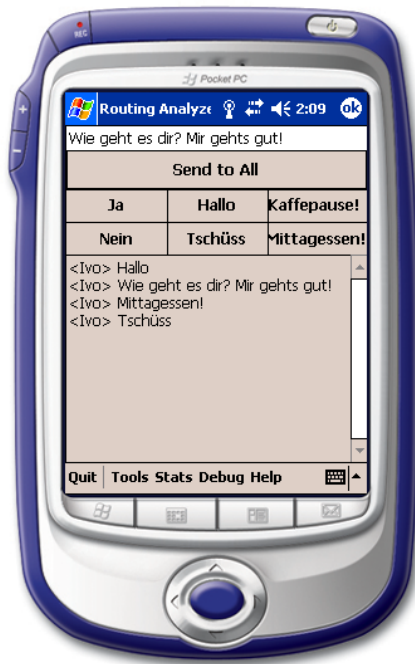 REC
Pocket PC
Routing Analyze 2:09 ok
Wie geht es dir? Mir gehts gut!
Send to All
Ja Hallo Kaffepause!
Nein Tschüss Mittagessen!
<Ivo> Hallo
<Ivo> Wie geht es dir? Mir gehts gut!
<Ivo> Mittagessen!
<Ivo> Tschüss
Quit Tools Stats Debug Help